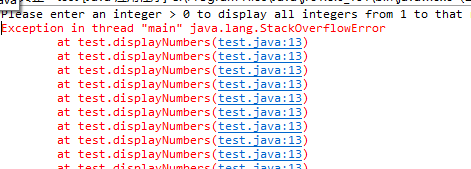 Please enter an integer > 0 to display all integers from 1 to that
Exception in thread "main" java.lang.StackOverflowError
at test.displayNumbers(test.java:13)
at test.displayNumbers(test.java:13)
at test.displayNumbers(test.java:13)
at test.displayNumbers(test.java:13)
at test.displayNumbers(test.java:13)
at test.displayNumbers(test.java:13)
at test.displayNumbers(test.java:13)
at test.displayNumbers(test.java:13)
at test.displayNumbers(test.java:13)
at test.displayNumbers(test.java:13)